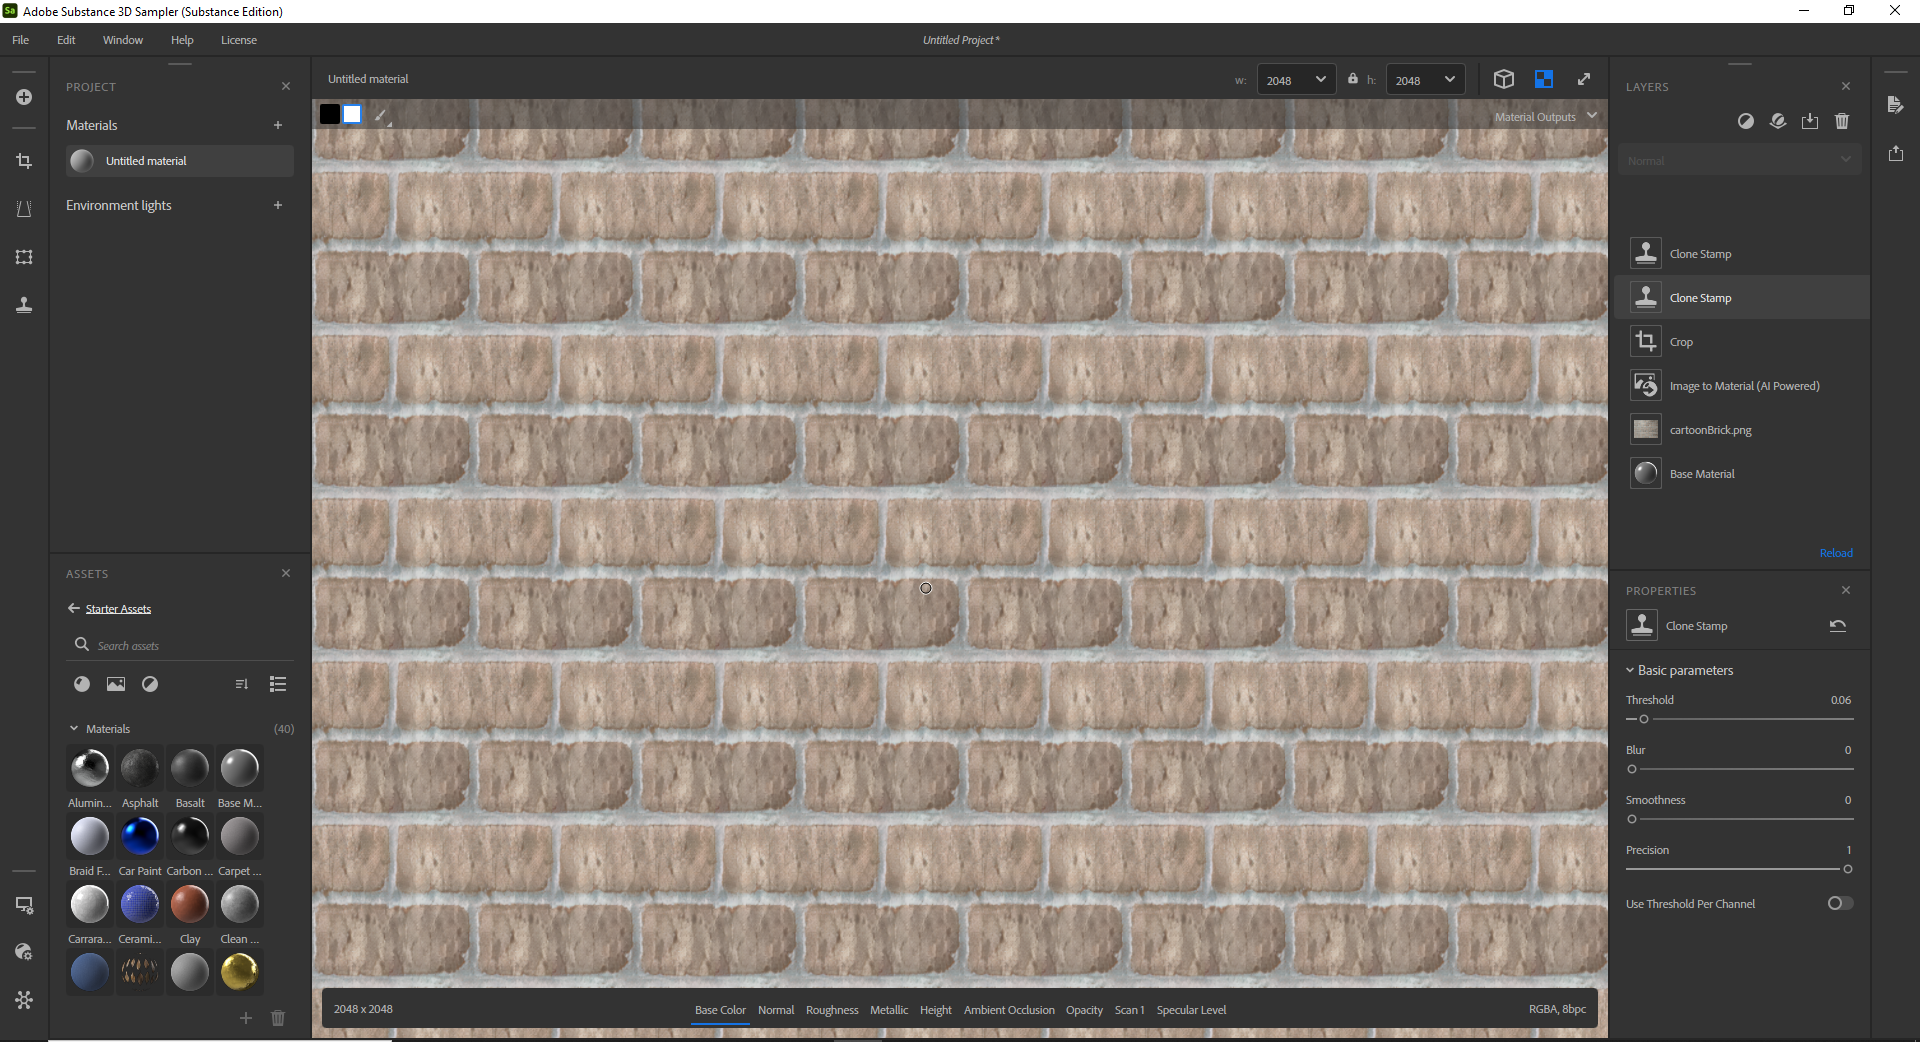 Sa Adobe Substance 3D Sampler (Substance Edition)
File Edit Window Help License
Untitled Project*
PROJECT
Materials
Untitled material
Environment lights
ASSETS
Starter Assets
Search assets
Materials (40)
Alumin... Asphalt Basalt Base M...
Braid F... Car Paint Carbon ... Carpet ...
Carrara... Cerami... Clay Clean ...
Untitled material
w: 2048 h: 2048
Material Outputs
2048 x 2048
Base Color Normal Roughness Metallic Height Ambient Occlusion Opacity Scan 1 Specular Level
RGBA, 8bpc
LAYERS
Normal
Clone Stamp
Clone Stamp
Crop
Image to Material (AI Powered)
cartoonBrick.png
Base Material
Reload
PROPERTIES
Clone Stamp
Basic parameters
Threshold 0.06
Blur 0
Smoothness 0
Precision 1
Use Threshold Per Channel